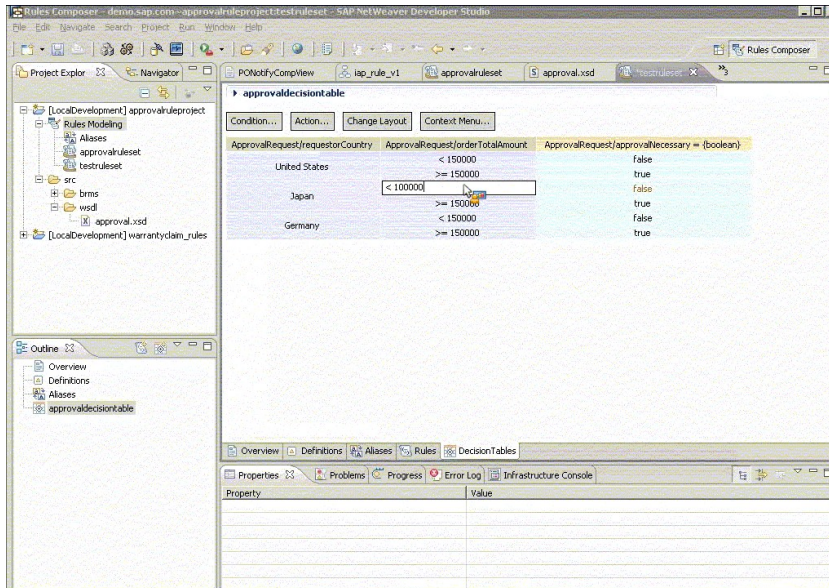 Rules Composer - demo.sap.com~approvalruleproject:testruleset - SAP NetWeaver Developer Studio
File Edit Navigate Search Project Run Window Help
Rules Composer
Project Explor Navigator
PONotifyCompView iap_rule_v1 approvalruleset approval.xsd *testruleset »3
[LocalDevelopment] approvalruleproject
Rules Modeling
Aliases
approvalruleset
testruleset
src
brms
wsdl
approval.xsd
[LocalDevelopment] warrantyclaim_rules
approvaldecisiontable
Condition... Action... Change Layout Context Menu...
ApprovalRequest/requestorCountry ApprovalRequest/orderTotalAmount ApprovalRequest/approvalNecessary = {boolean}
United States
< 150000 false
>= 150000 true
Japan
< 100000 false
>= 150000 true
Germany
< 150000 false
>= 150000 true
Outline
Overview
Definitions
Aliases
approvaldecisiontable
Overview Definitions Aliases Rules DecisionTables
Properties Problems Progress Error Log Infrastructure Console
Property Value